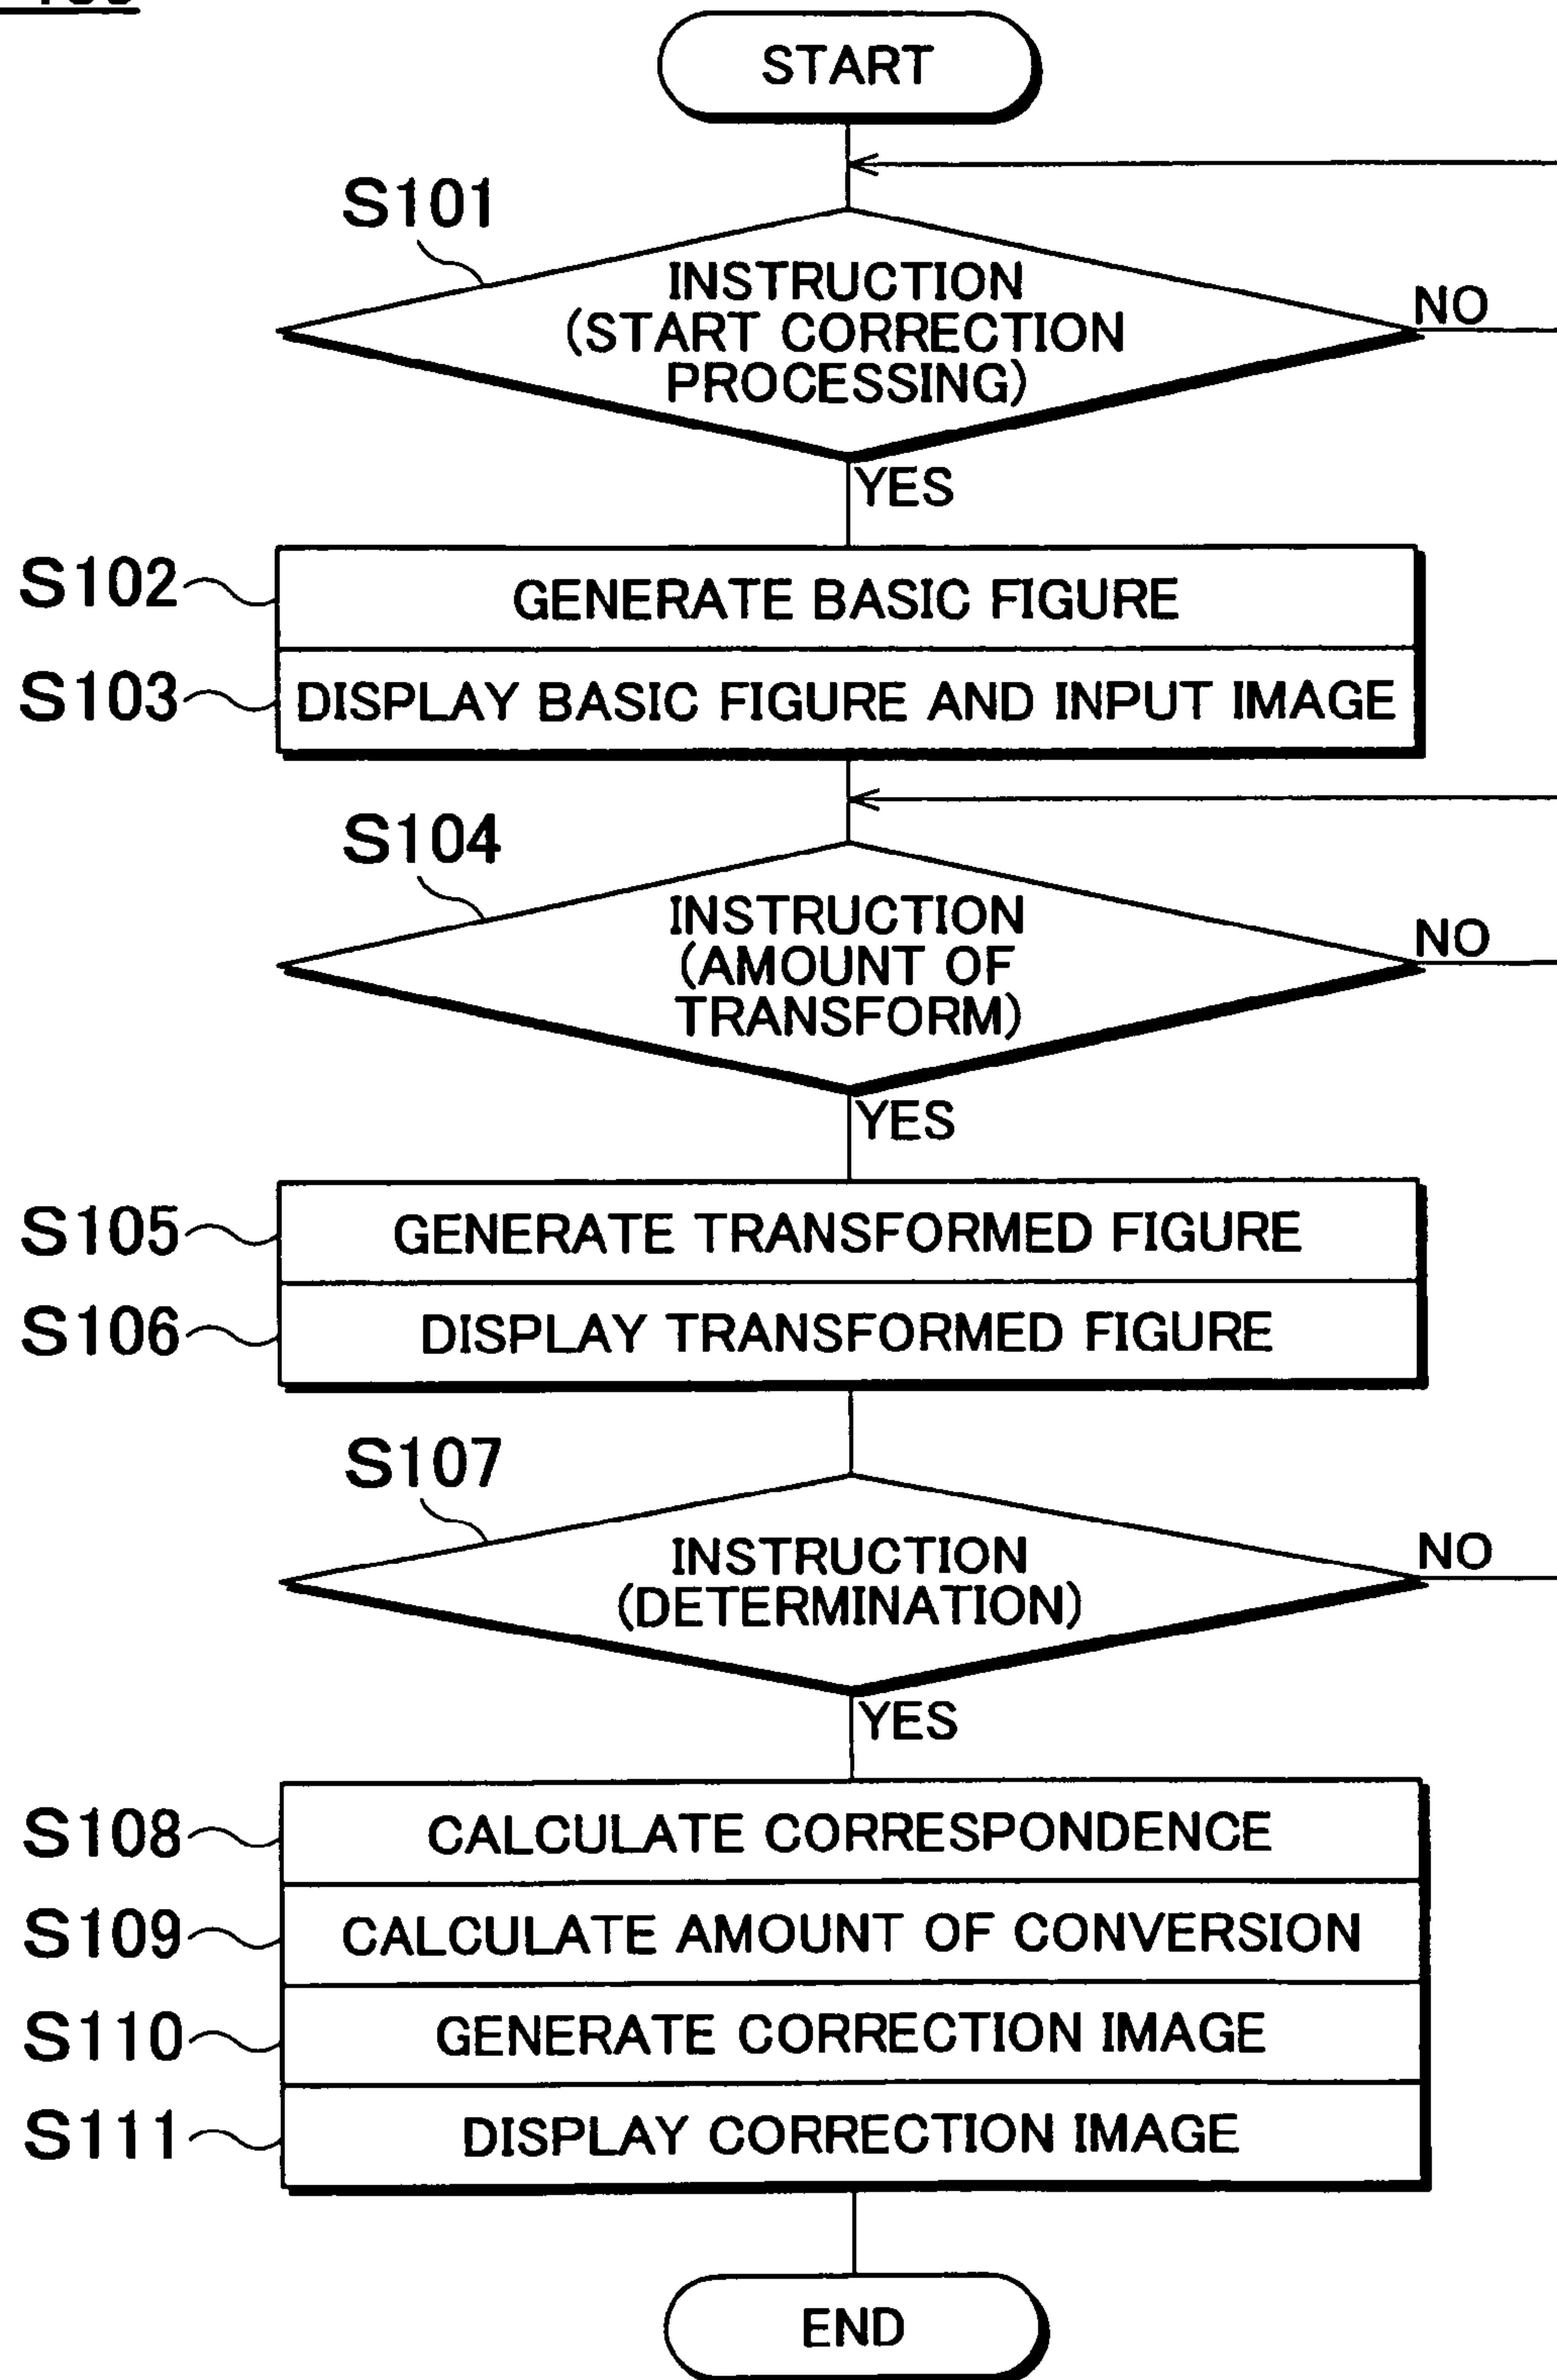 START
S101
INSTRUCTION
(START CORRECTION
PROCESSING)
NO
YES
S102
GENERATE BASIC FIGURE
S103
DISPLAY BASIC FIGURE AND INPUT IMAGE
S104
INSTRUCTION
(AMOUNT OF
TRANSFORM)
NO
YES
S105
GENERATE TRANSFORMED FIGURE
S106
DISPLAY TRANSFORMED FIGURE
S107
INSTRUCTION
(DETERMINATION)
NO
YES
S108
CALCULATE CORRESPONDENCE
S109
CALCULATE AMOUNT OF CONVERSION
S110
GENERATE CORRECTION IMAGE
S111
DISPLAY CORRECTION IMAGE
END